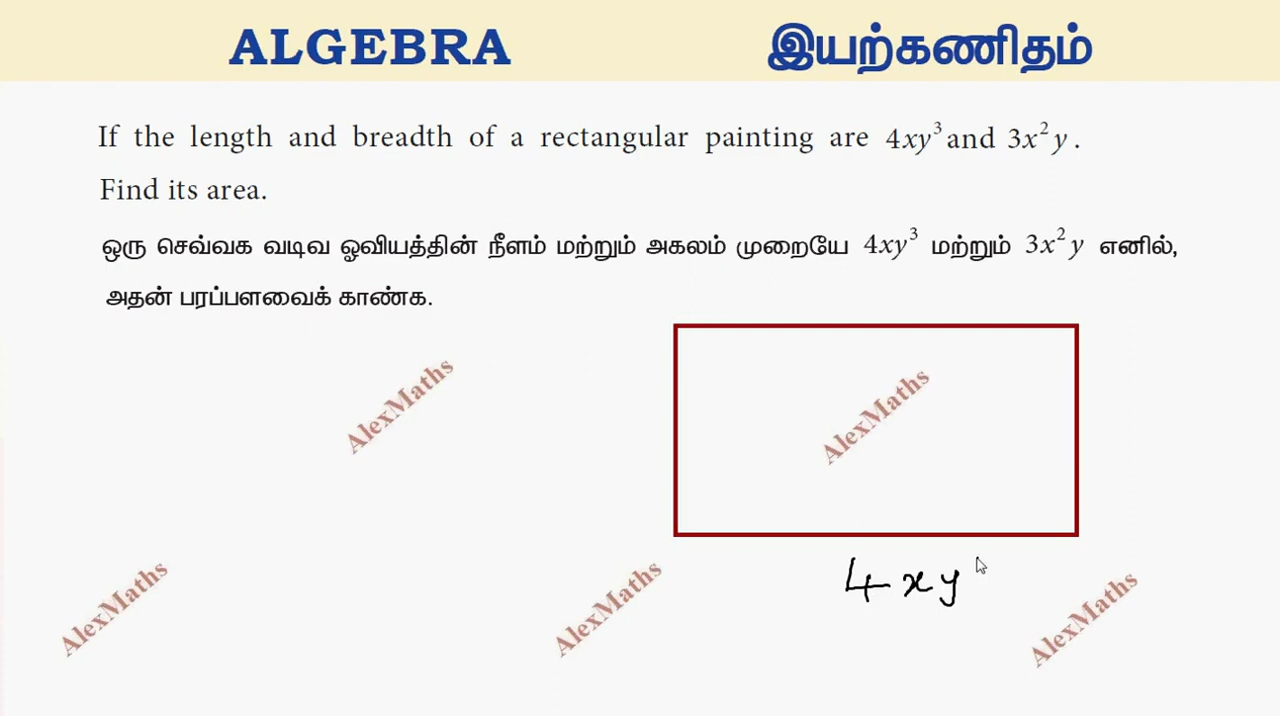 ALGEBRA இயற்கணிதம்
If the length and breadth of a rectangular painting are 4xy³ and 3x²y.
Find its area.
ஒரு செவ்வக வடிவ ஓவியத்தின் நீளம் மற்றும் அகலம் முறையே 4xy³ மற்றும் 3x²y எனில்,
அதன் பரப்பளவைக் காண்க.
AlexMaths
AlexMaths
4xy
AlexMaths
AlexMaths
AlexMaths